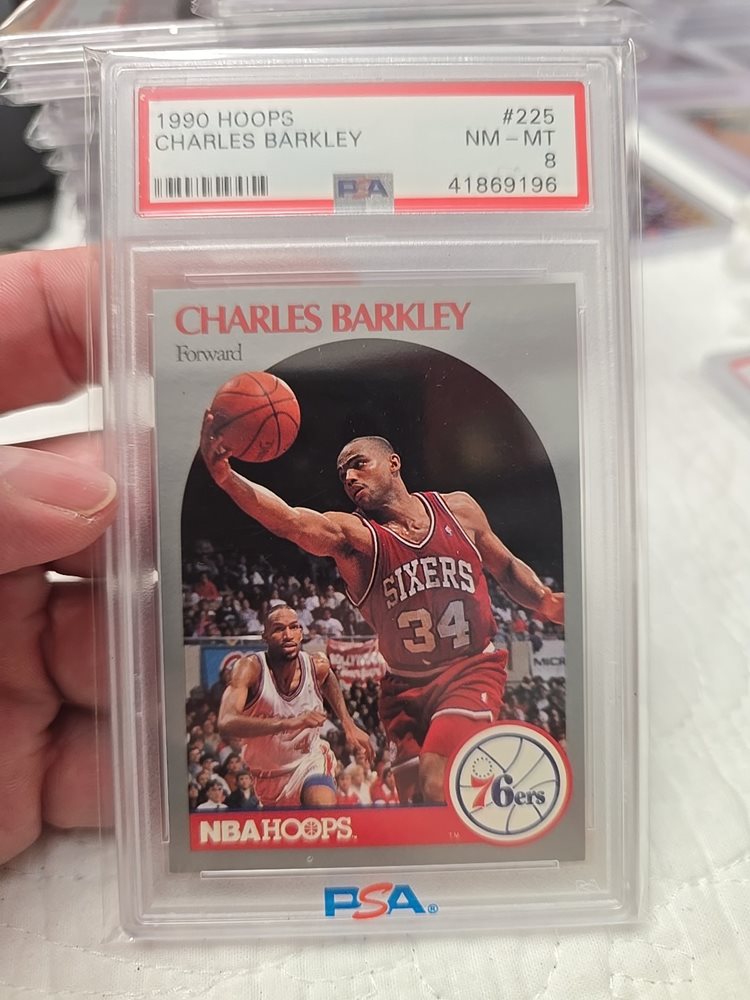 1990 HOOPS #225
CHARLES BARKLEY NM - MT
8
PSA 41869196
CHARLES BARKLEY
Forward
SIXERS
34
76ers
NBA HOOPS TM
PSA®